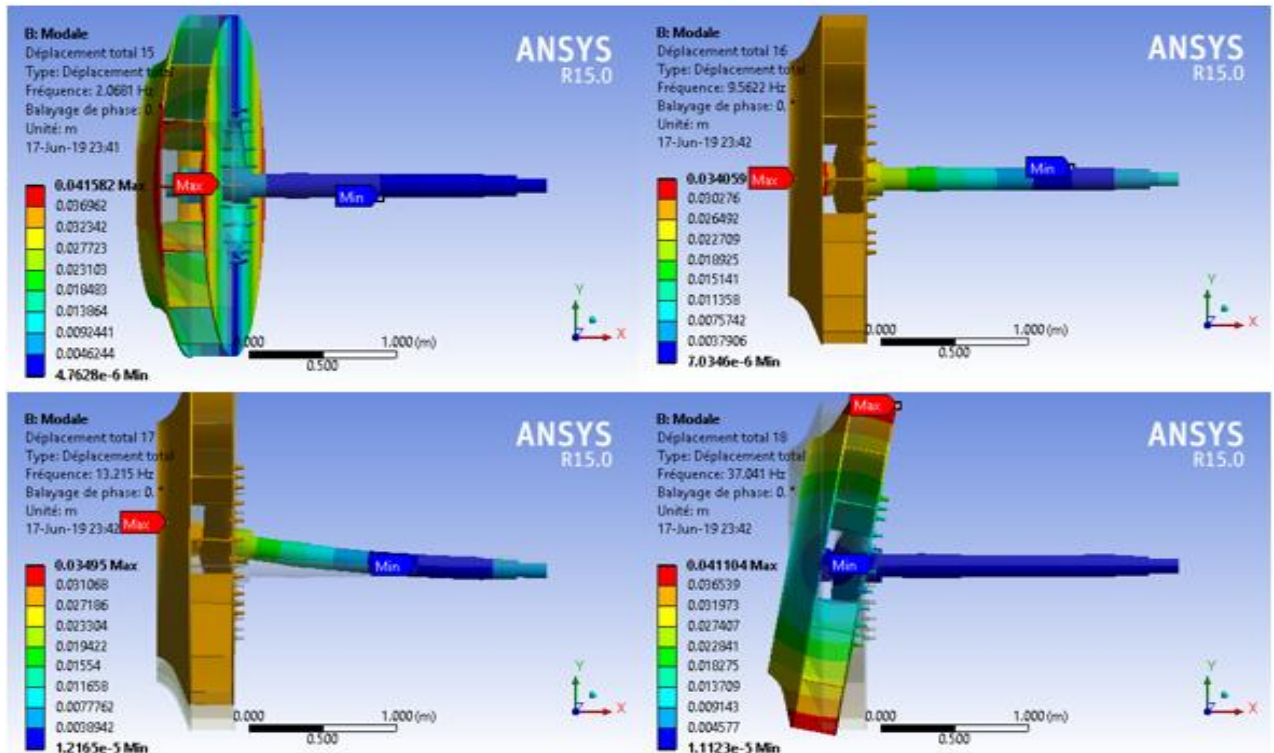 B: Modale
Déplacement total 15
Type: Déplacement total
Fréquence: 2.0681 Hz
Balayage de phase: 0. °
Unité: m
17-Jun-19 23:41
0.041582 Max
0.036962
0.032342
0.027723
0.023103
0.018483
0.013864
0.0092441
0.0046244
4.7628e-6 Min
Max
Min
ANSYS
R15.0
0.000
1.000 (m)
0.500
Y
Z
X
B: Modale
Déplacement total 16
Type: Déplacement total
Fréquence: 9.5622 Hz
Balayage de phase: 0. °
Unité: m
17-Jun-19 23:42
0.034059
0.030276
0.026492
0.022709
0.018925
0.015141
0.011358
0.0075742
0.0037906
7.0346e-6 Min
Max
Min
ANSYS
R15.0
0.000
1.000 (m)
0.500
Y
Z
X
B: Modale
Déplacement total 17
Type: Déplacement total
Fréquence: 13.215 Hz
Balayage de phase: 0. °
Unité: m
17-Jun-19 23:42
0.03495 Max
0.031068
0.027186
0.023304
0.019422
0.01554
0.011658
0.0077762
0.0038942
1.2165e-5 Min
Max
Min
ANSYS
R15.0
0.000
1.000 (m)
0.500
Y
Z
X
B: Modale
Déplacement total 18
Type: Déplacement total
Fréquence: 37.041 Hz
Balayage de phase: 0. °
Unité: m
17-Jun-19 23:42
0.041104 Max
0.036539
0.031973
0.027407
0.022841
0.018275
0.013709
0.009143
0.004577
1.1123e-5 Min
Max
Min
ANSYS
R15.0
0.000
1.000 (m)
0.500
Y
Z
X